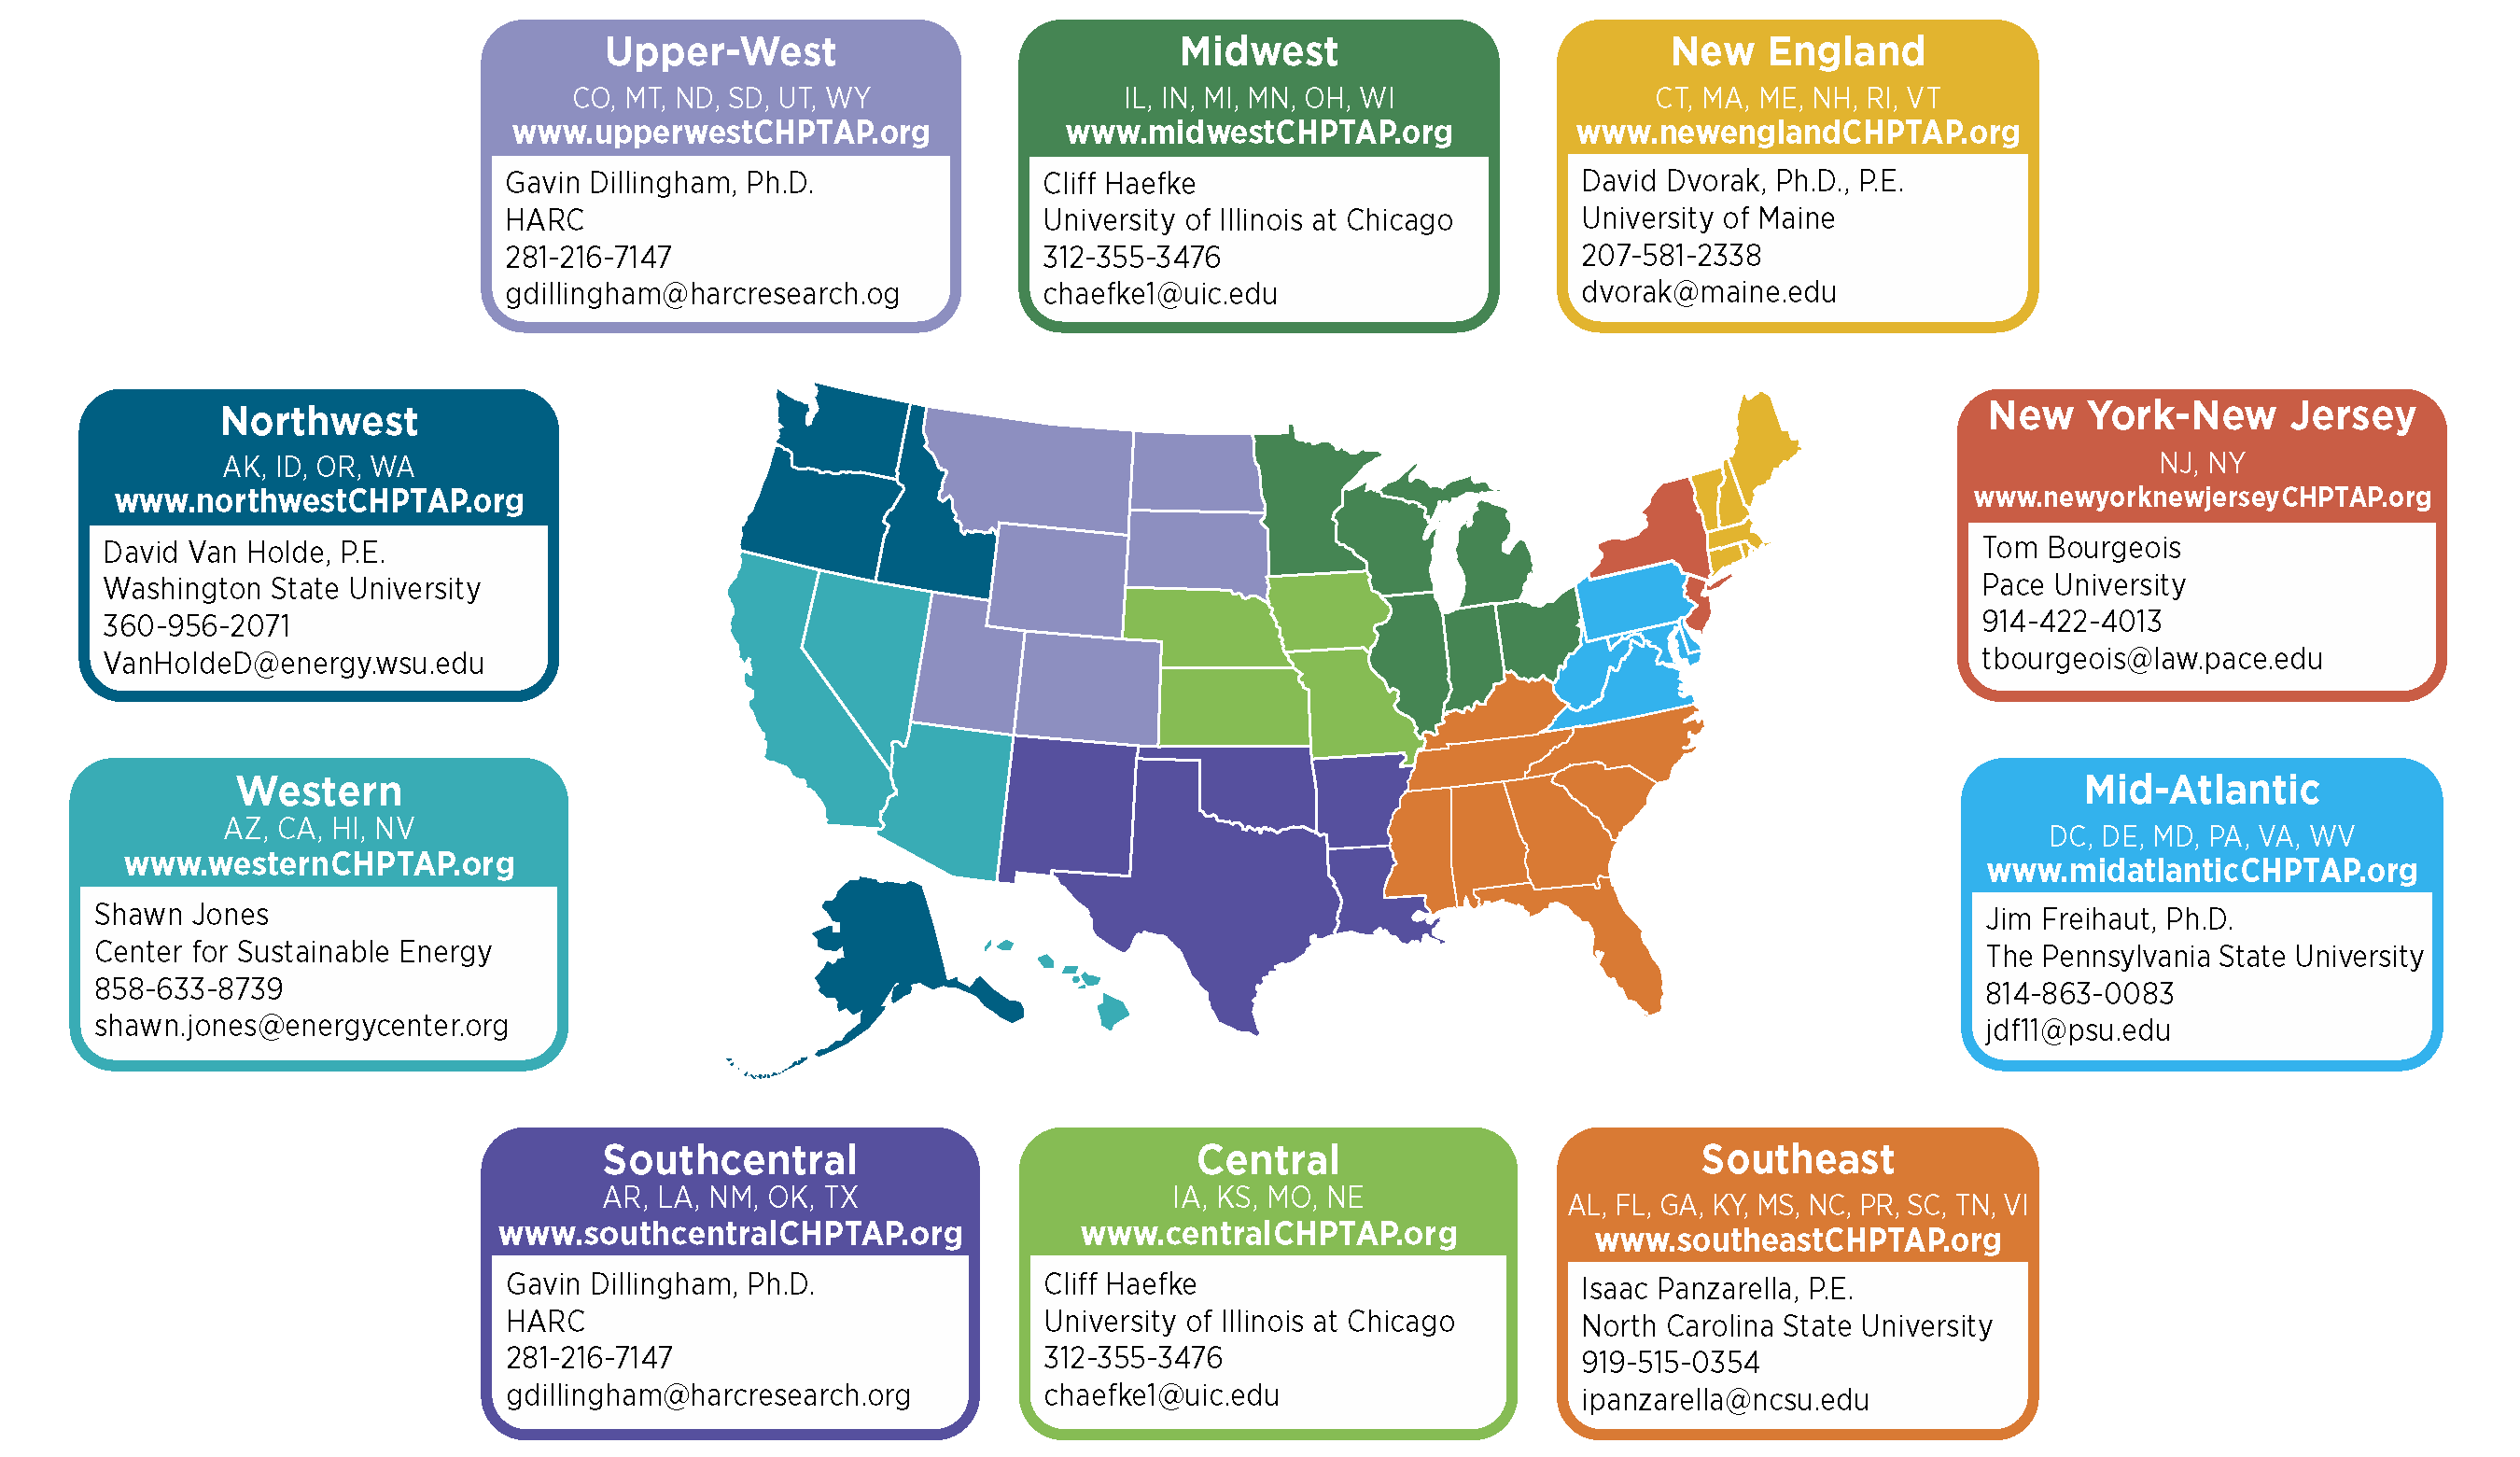 Upper-West
CO, MT, ND, SD, UT, WY
www.upperwestCHPTAP.org
Gavin Dillingham, Ph.D.
HARC
281-216-7147
gdillingham@harcresearch.og
Midwest
IL, IN, MI, MN, OH, WI
www.midwestCHPTAP.org
Cliff Haefke
University of Illinois at Chicago
312-355-3476
chaefke1@uic.edu
New England
CT, MA, ME, NH, RI, VT
www.newenglandCHPTAP.org
David Dvorak, Ph.D., P.E.
University of Maine
207-581-2338
dvorak@maine.edu
Northwest
AK, ID, OR, WA
www.northwestCHPTAP.org
David Van Holde, P.E.
Washington State University
360-956-2071
VanHoldeD@energy.wsu.edu
New York-New Jersey
NJ, NY
www.newyorknewjerseyCHPTAP.org
Tom Bourgeois
Pace University
914-422-4013
tbourgeois@law.pace.edu
Western
AZ, CA, HI, NV
www.westernCHPTAP.org
Shawn Jones
Center for Sustainable Energy
858-633-8739
shawn.jones@energycenter.org
Mid-Atlantic
DC, DE, MD, PA, VA, WV
www.midatlanticCHPTAP.org
Jim Freihaut, Ph.D.
The Pennsylvania State University
814-863-0083
jdf11@psu.edu
Southcentral
AR, LA, NM, OK, TX
www.southcentralCHPTAP.org
Gavin Dillingham, Ph.D.
HARC
281-216-7147
gdillingham@harcresearch.org
Central
IA, KS, MO, NE
www.centralCHPTAP.org
Cliff Haefke
University of Illinois at Chicago
312-355-3476
chaefke1@uic.edu
Southeast
AL, FL, GA, KY, MS, NC, PR, SC, TN, VI
www.southeastCHPTAP.org
Isaac Panzarella, P.E.
North Carolina State University
919-515-0354
ipanzarella@ncsu.edu